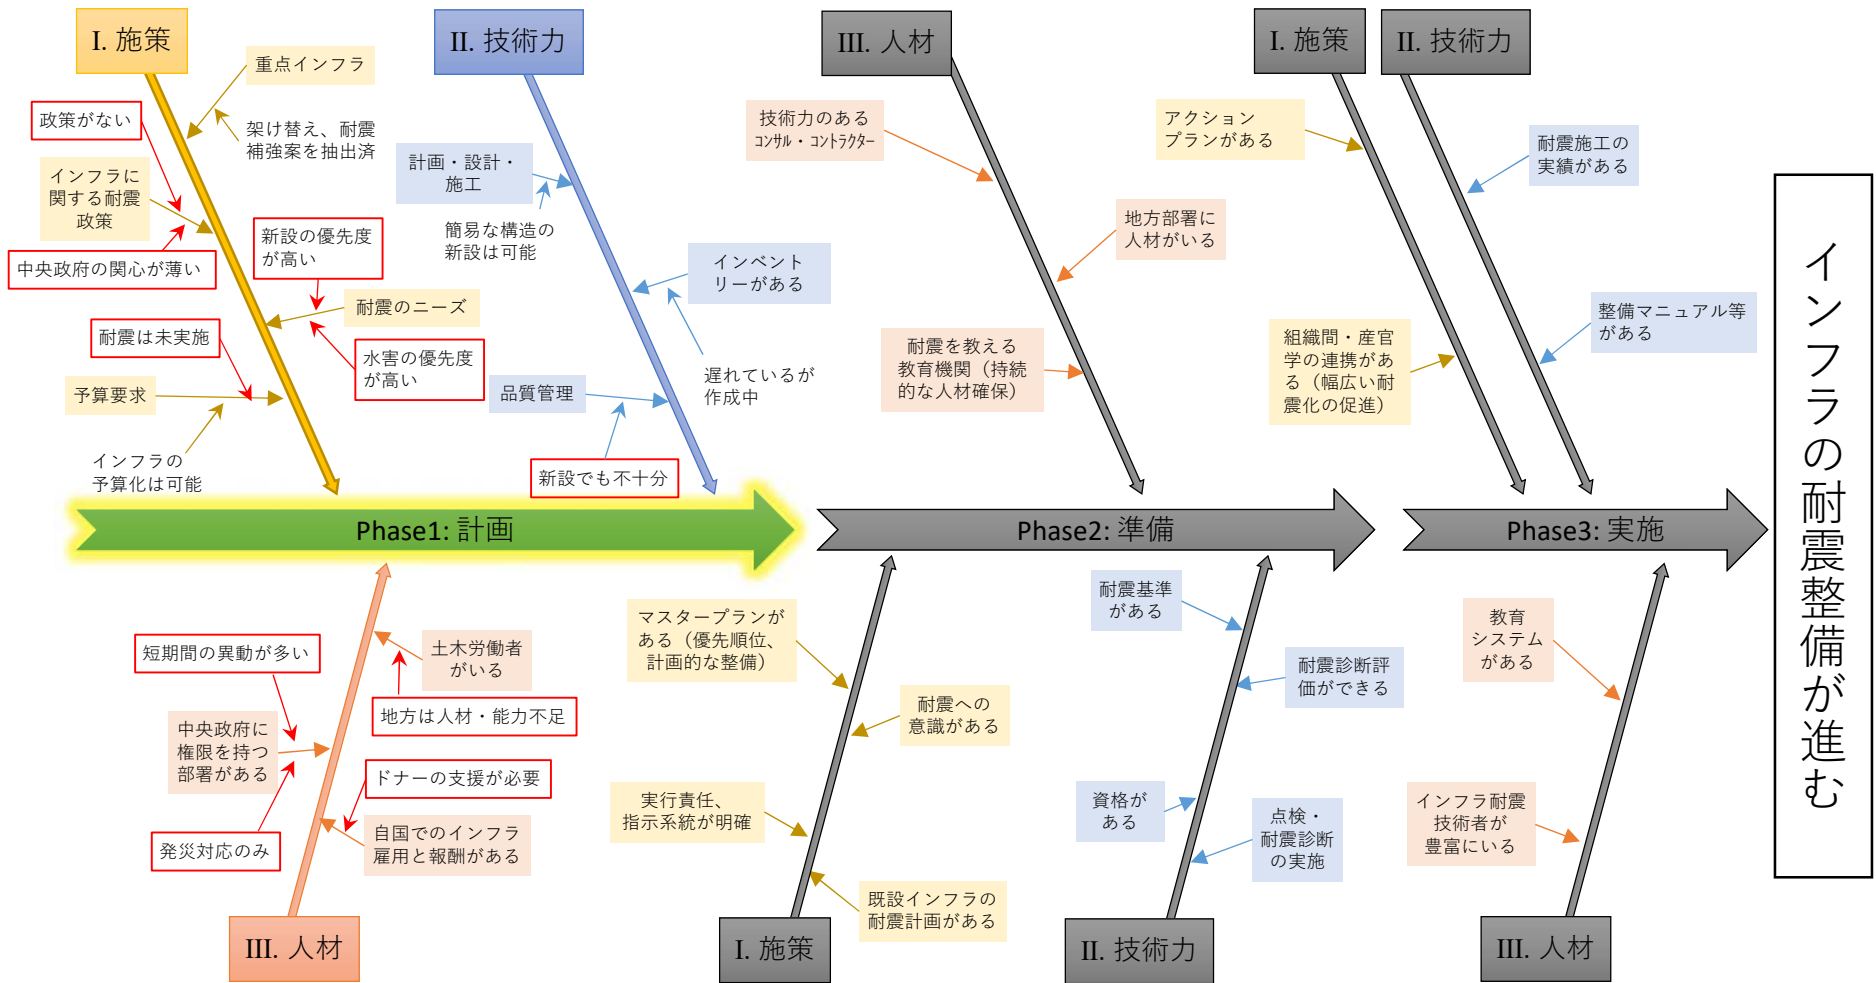 I. 施策
重点インフラ
政策がない
架け替え、耐震
補強案を抽出済
インフラに
関する耐震
政策
中央政府の関心が薄い
新設の優先度
が高い
耐震のニーズ
耐震は未実施
水害の優先度
が高い
予算要求
インフラの
予算化は可能
II. 技術力
計画・設計・
施工
簡易な構造の
新設は可能
インベント
リーがある
遅れているが
作成中
品質管理
新設でも不十分
III. 人材
技術力のある
コンサル・コントラクター
地方部署に
人材がいる
耐震を教える
教育機関（持続
的な人材確保）
I. 施策
II. 技術力
アクション
プランがある
耐震施工の
実績がある
組織間・産官
学の連携があ
る（幅広い耐
震化の促進）
整備マニュアル等
がある
Phase1: 計画
Phase2: 準備
Phase3: 実施
インフラの耐震整備が進む
土木労働者
がいる
短期間の異動が多い
地方は人材・能力不足
中央政府に
権限を持つ
部署がある
ドナーの支援が必要
発災対応のみ
自国でのインフラ
雇用と報酬がある
III. 人材
マスタープランが
ある（優先順位、
計画的な整備）
耐震への
意識がある
実行責任、
指示系統が明確
既設インフラの
耐震計画がある
I. 施策
耐震基準
がある
耐震診断評
価ができる
資格が
ある
点検・
耐震診断
の実施
II. 技術力
教育
システム
がある
インフラ耐震
技術者が
豊富にいる
III. 人材